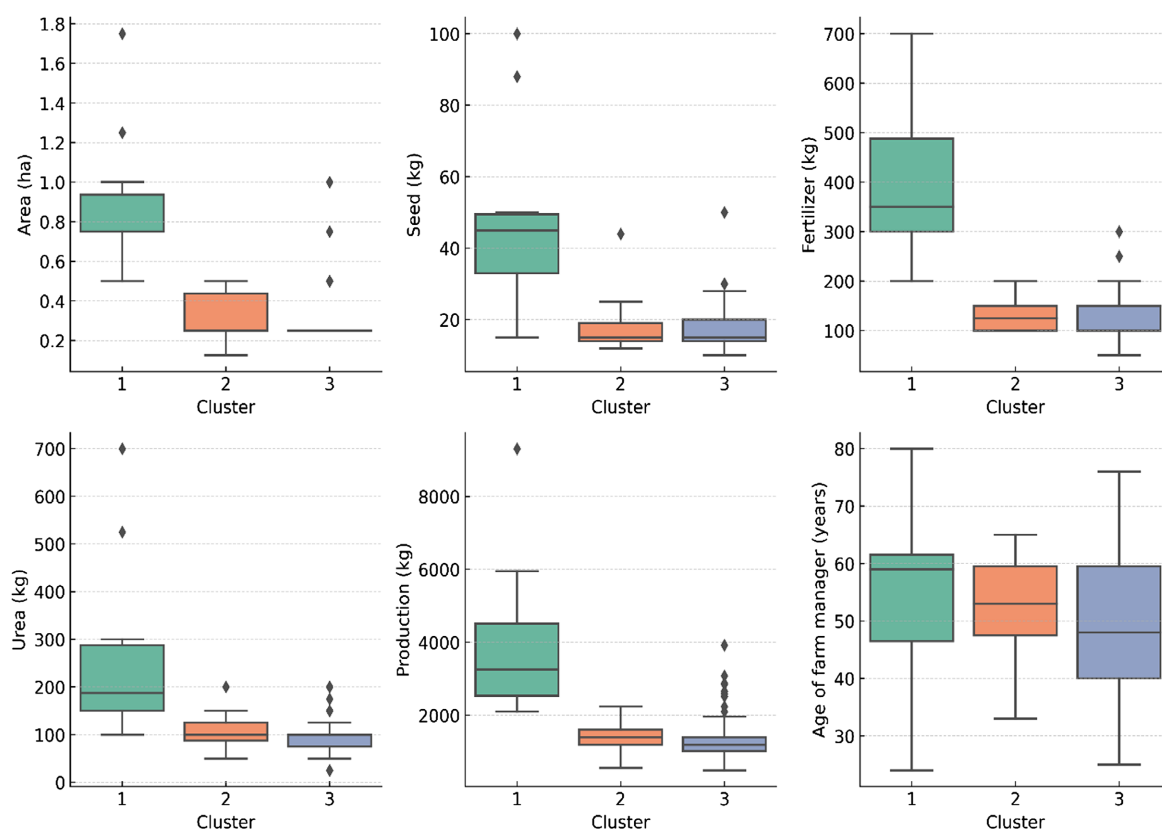 Area (ha)
1.8
1.6
1.4
1.2
1.0
0.8
0.6
0.4
0.2
1 2 3
Cluster
Seed (kg)
100
80
60
40
20
1 2 3
Cluster
Fertilizer (kg)
700
600
500
400
300
200
100
1 2 3
Cluster
Urea (kg)
700
600
500
400
300
200
100
0
1 2 3
Cluster
Production (kg)
8000
6000
4000
2000
1 2 3
Cluster
Age of farm manager (years)
80
70
60
50
40
30
1 2 3
Cluster